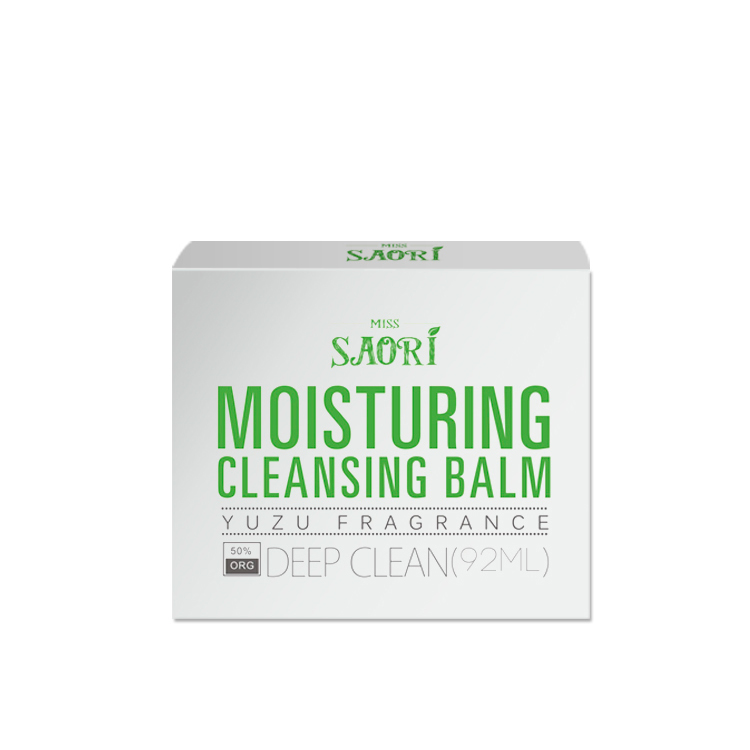 MISS
SAORI
MISS
SAORI
MOISTURING
CLEANSING BALM
YUZU FRAGRANCE
50%
ORG
DEEP CLEAN(92ML)